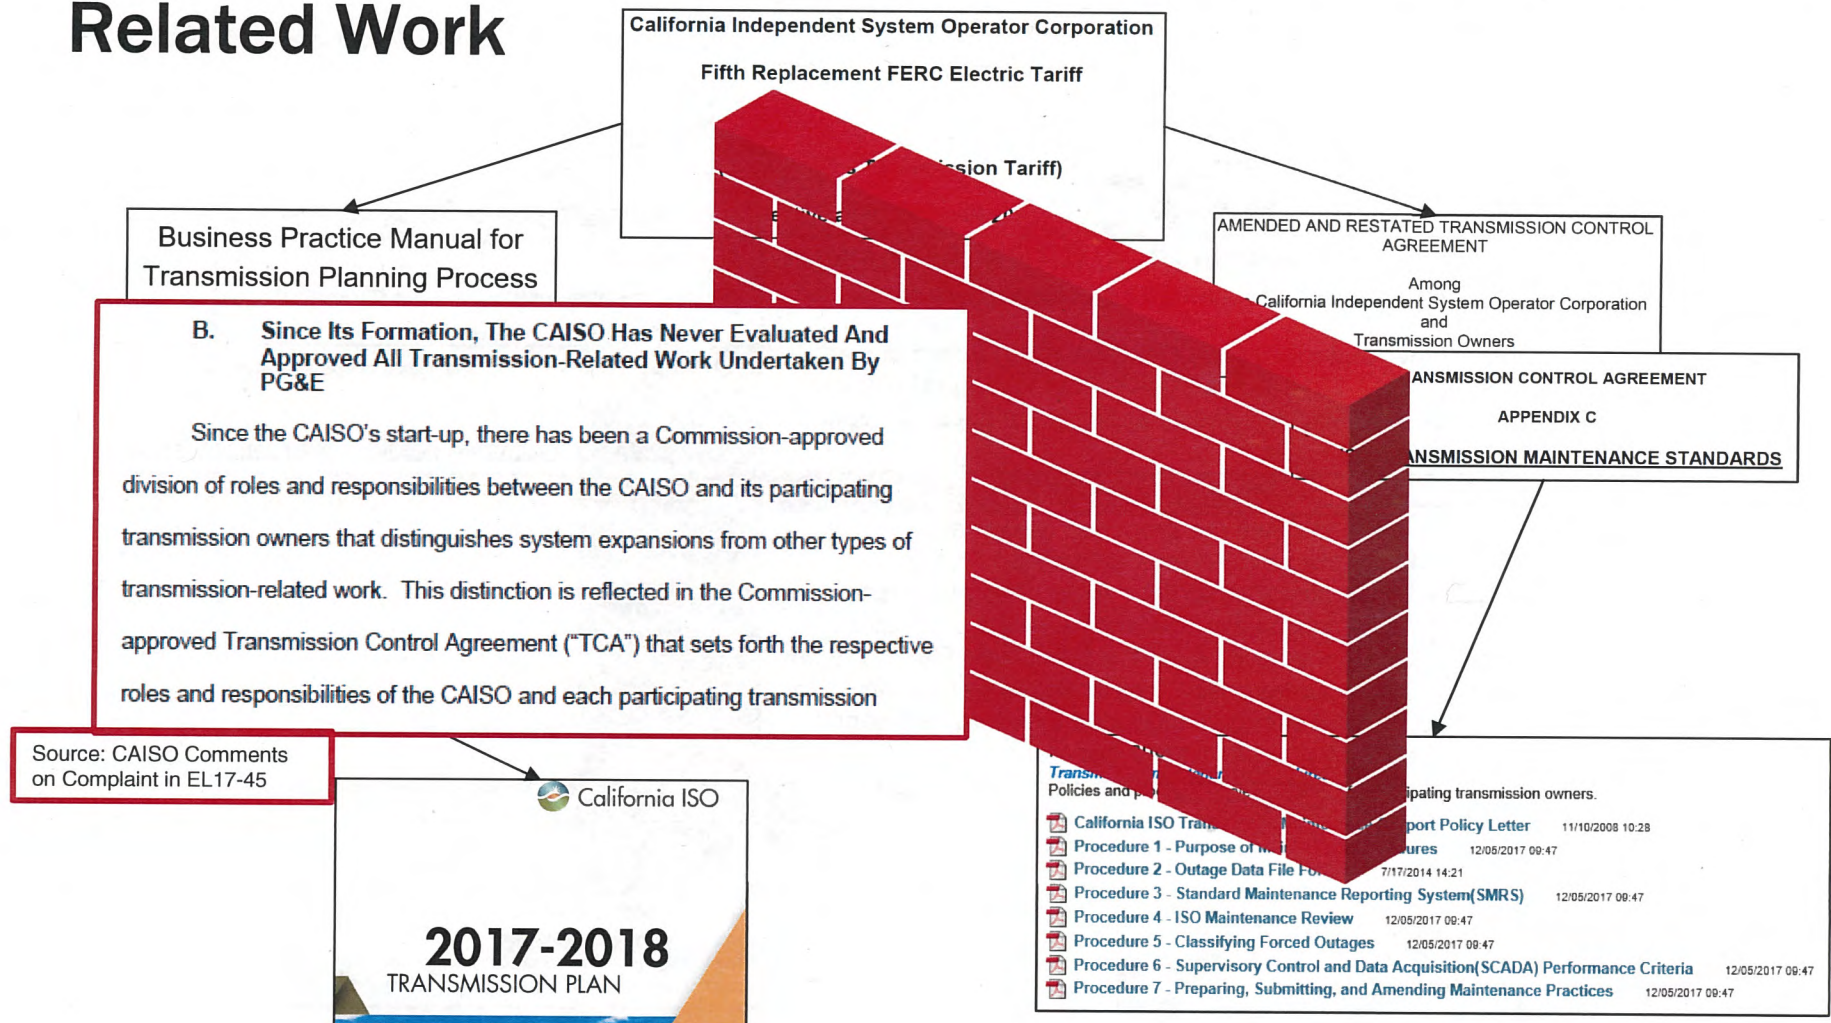 Related Work
California Independent System Operator Corporation
Fifth Replacement FERC Electric Tariff
ssion Tariff)
Business Practice Manual for
Transmission Planning Process
AMENDED AND RESTATED TRANSMISSION CONTROL
AGREEMENT
Among
California Independent System Operator Corporation
and
Transmission Owners
ANSMISSION CONTROL AGREEMENT
APPENDIX C
ANSMISSION MAINTENANCE STANDARDS
B. Since Its Formation, The CAISO Has Never Evaluated And
Approved All Transmission-Related Work Undertaken By
PG&E
Since the CAISO's start-up, there has been a Commission-approved
division of roles and responsibilities between the CAISO and its participating
transmission owners that distinguishes system expansions from other types of
transmission-related work. This distinction is reflected in the Commission-
approved Transmission Control Agreement ("TCA") that sets forth the respective
roles and responsibilities of the CAISO and each participating transmission
Source: CAISO Comments
on Complaint in EL17-45
California ISO
2017-2018
TRANSMISSION PLAN
Policies and ipating transmission owners.
California ISO port Policy Letter 11/10/2008 10:28
Procedure 1 - Purpose of ures 12/05/2017 09:47
Procedure 2 - Outage Data File 7/17/2014 14:21
Procedure 3 - Standard Maintenance Reporting System(SMRS) 12/05/2017 09:47
Procedure 4 - ISO Maintenance Review 12/05/2017 09:47
Procedure 5 - Classifying Forced Outages 12/05/2017 09:47
Procedure 6 - Supervisory Control and Data Acquisition(SCADA) Performance Criteria 12/05/2017 09:47
Procedure 7 - Preparing, Submitting, and Amending Maintenance Practices 12/05/2017 09:47